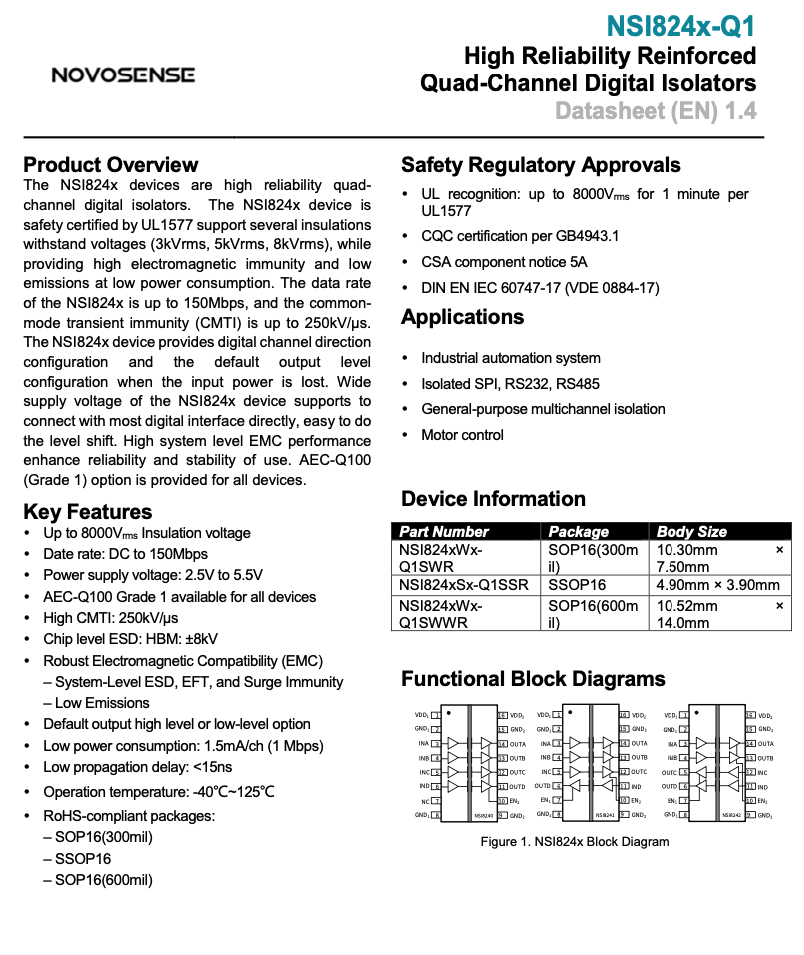 NOVOSENSE
NSI824x-Q1
High Reliability Reinforced
Quad-Channel Digital Isolators
Datasheet (EN) 1.4
Product Overview
The NSI824x devices are high reliability quad-
channel digital isolators. The NSI824x device is
safety certified by UL1577 support several insulations
withstand voltages (3kVrms, 5kVrms, 8kVrms), while
providing high electromagnetic immunity and low
emissions at low power consumption. The data rate
of the NSI824x is up to 150Mbps, and the common-
mode transient immunity (CMTI) is up to 250kV/μs.
The NSI824x device provides digital channel direction
configuration and the default output level
configuration when the input power is lost. Wide
supply voltage of the NSI824x device supports to
connect with most digital interface directly, easy to do
the level shift. High system level EMC performance
enhance reliability and stability of use. AEC-Q100
(Grade 1) option is provided for all devices.
Key Features
• Up to 8000Vrms Insulation voltage
• Date rate: DC to 150Mbps
• Power supply voltage: 2.5V to 5.5V
• AEC-Q100 Grade 1 available for all devices
• High CMTI: 250kV/μs
• Chip level ESD: HBM: ±8kV
• Robust Electromagnetic Compatibility (EMC)
– System-Level ESD, EFT, and Surge Immunity
– Low Emissions
• Default output high level or low-level option
• Low power consumption: 1.5mA/ch (1 Mbps)
• Low propagation delay: <15ns
• Operation temperature: -40℃~125℃
• RoHS-compliant packages:
– SOP16(300mil)
– SSOP16
– SOP16(600mil)
Safety Regulatory Approvals
• UL recognition: up to 8000Vrms for 1 minute per
UL1577
• CQC certification per GB4943.1
• CSA component notice 5A
• DIN EN IEC 60747-17 (VDE 0884-17)
Applications
• Industrial automation system
• Isolated SPI, RS232, RS485
• General-purpose multichannel isolation
• Motor control
Device Information
Part Number Package Body Size
NSI824xWx- SOP16(300m 10.30mm ×
Q1SWR il) 7.50mm
NSI824xSx-Q1SSR SSOP16 4.90mm × 3.90mm
NSI824xWx- SOP16(600m 10.52mm ×
Q1SWWR il) 14.0mm
Functional Block Diagrams
VDD₁ 1 16 VDD₂ VDD₁ 1 16 VDD₂ VDD₁ 1 16 VDD₂
GND₁ 2 15 GND₂ GND₁ 2 15 GND₂ GND₁ 2 15 GND₂
INA 3 14 OUTA INA 3 14 OUTA INA 3 14 OUTA
INB 4 13 OUTB INB 4 13 OUTB INB 4 13 OUTB
INC 5 12 OUTC INC 5 12 OUTC OUTC 5 12 INC
IND 6 11 OUTD OUTD 6 11 IND OUTD 6 11 IND
NC 7 10 EN₂ EN₁ 7 10 EN₂ EN₁ 7 10 EN₂
GND₁ 8 NSI8240 9 GND₂ GND₁ 8 NSI8241 9 GND₂ GND₁ 8 NSI8242 9 GND₂
Figure 1. NSI824x Block Diagram